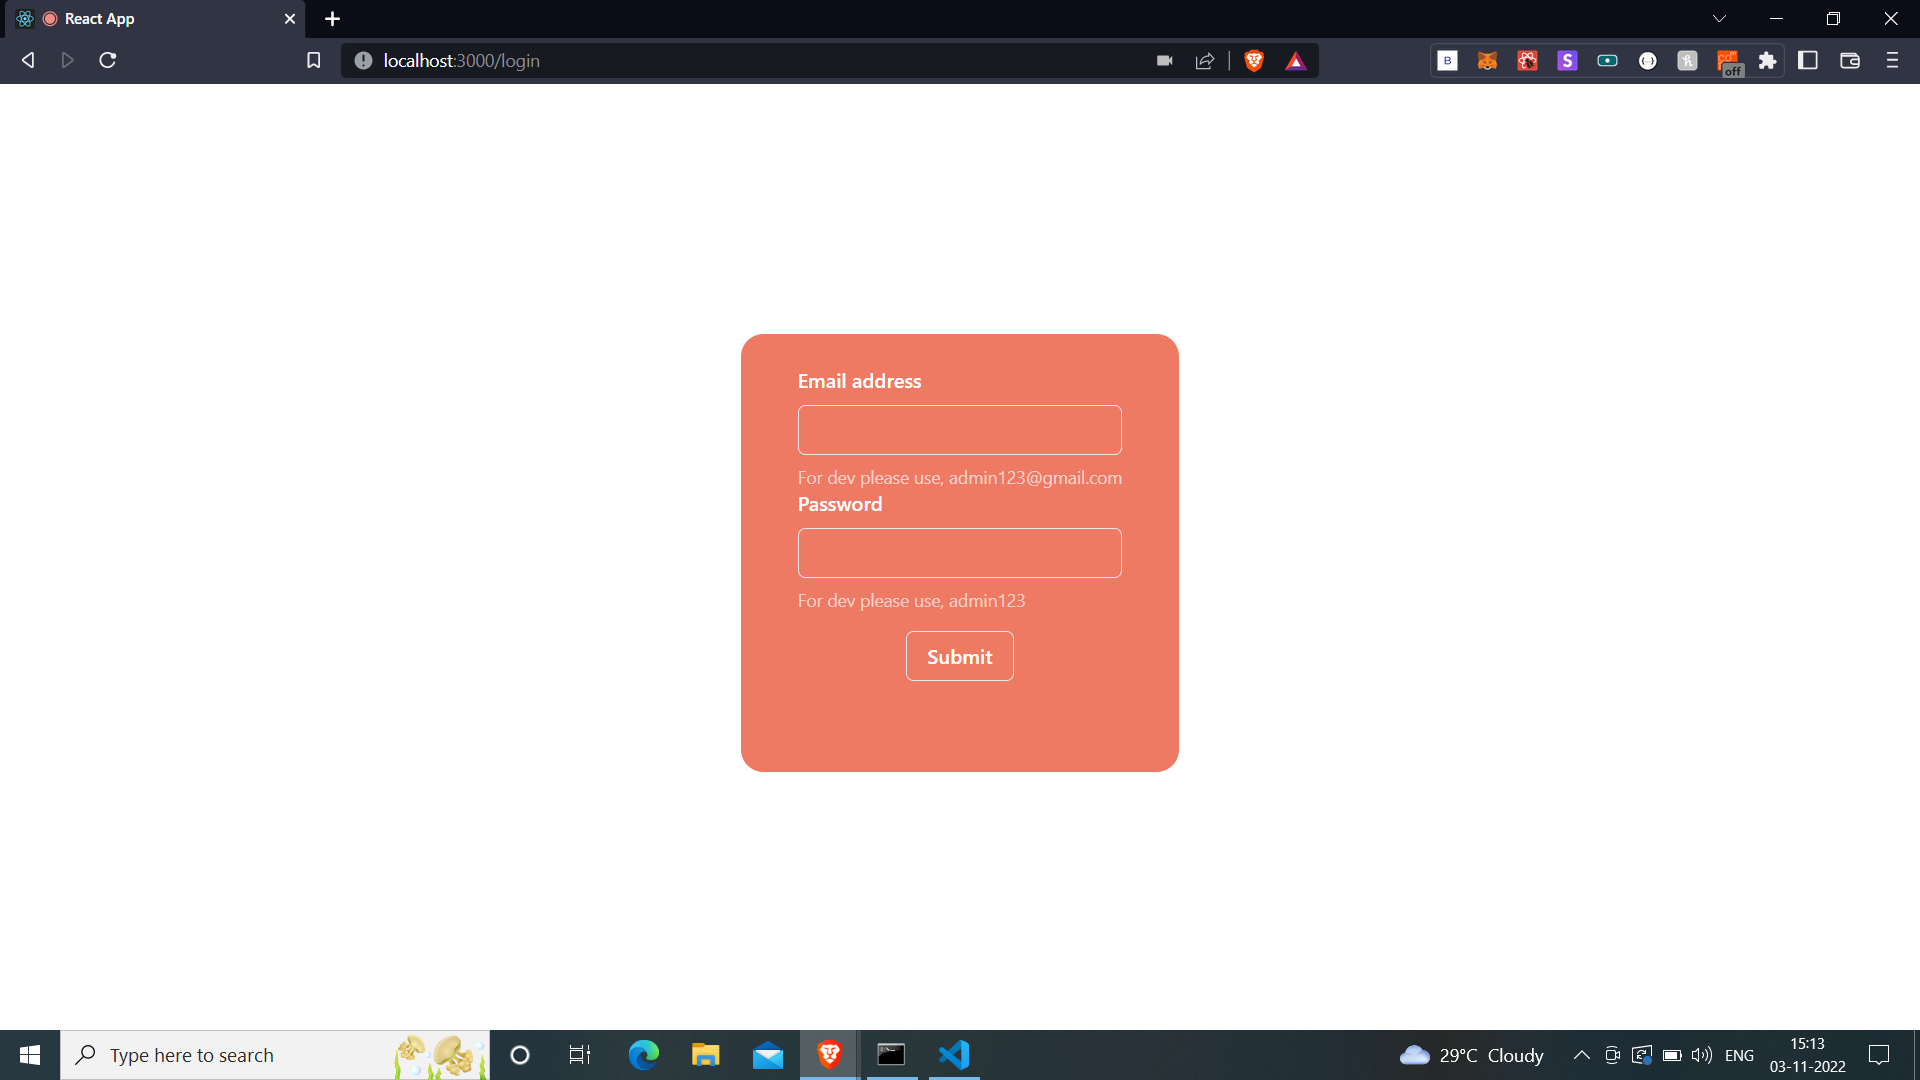 React App
localhost:3000/login
B
S
off
Email address
For dev please use, admin123@gmail.com
Password
For dev please use, admin123
Submit
Type here to search
29°C Cloudy
ENG
15:13
03-11-2022